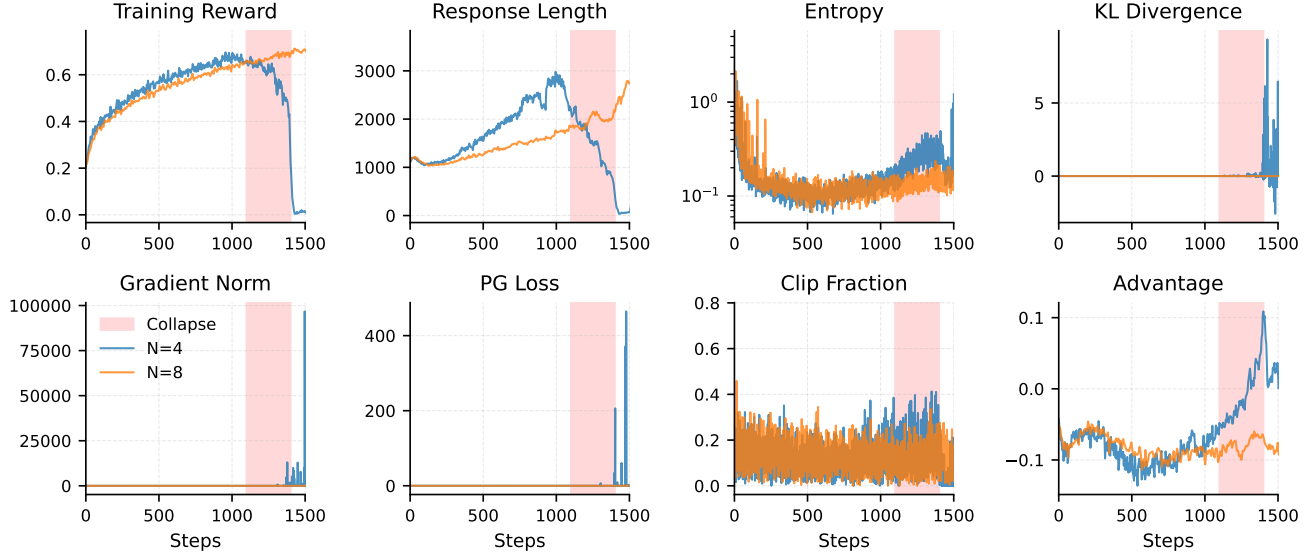 Training Reward
0.6
0.4
0.2
0.0
0 500 1000 1500
Response Length
3000
2000
1000
0
0 500 1000 1500
Entropy
10⁰
10⁻¹
0 500 1000 1500
KL Divergence
5
0
0 500 1000 1500
Gradient Norm
100000
75000
50000
25000
0
Collapse
N=4
N=8
0 500 1000 1500
Steps
PG Loss
400
200
0
0 500 1000 1500
Steps
Clip Fraction
0.8
0.6
0.4
0.2
0.0
0 500 1000 1500
Steps
Advantage
0.1
0.0
−0.1
0 500 1000 1500
Steps